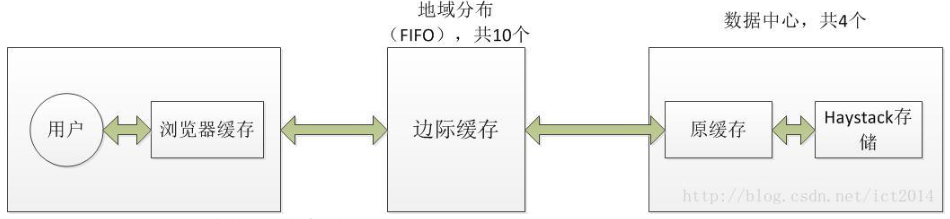 地域分布
（FIFO），共10个
数据中心，共4个
用户
浏览器缓存
边际缓存
原缓存
Haystack存
储
http://blog.csdn.net/ict2014